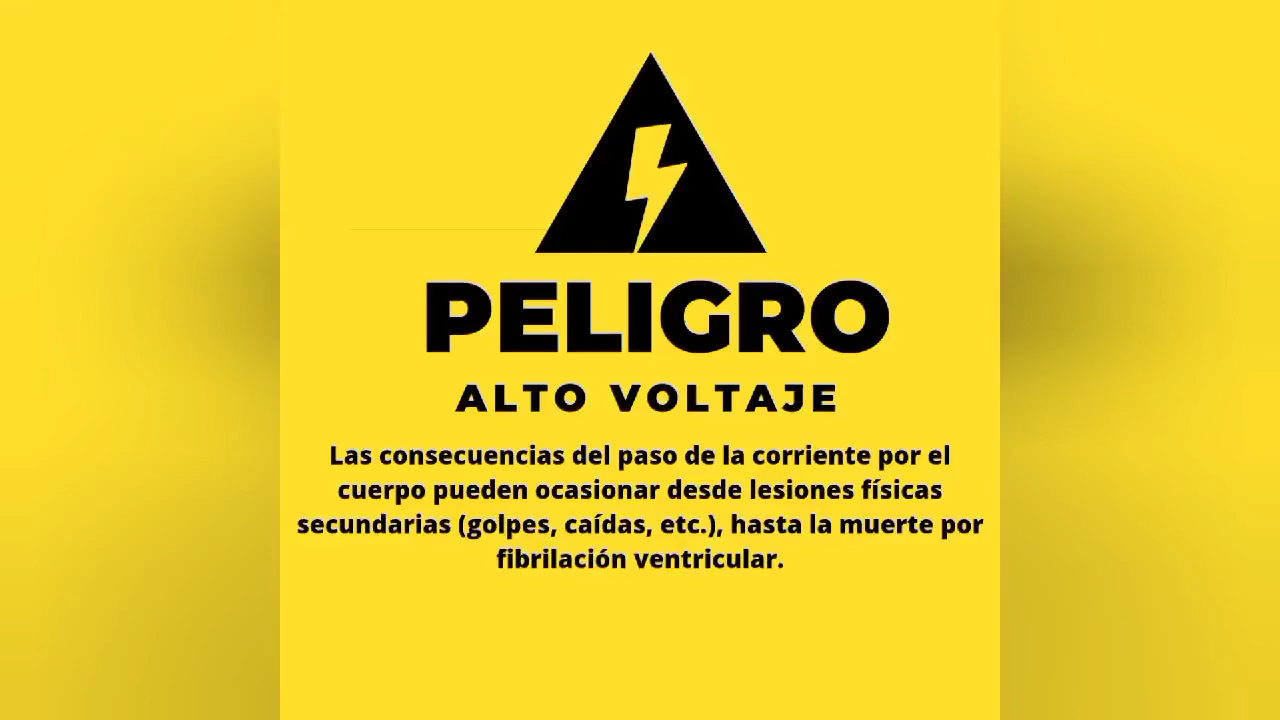 PELIGRO
ALTO VOLTAJE
Las consecuencias del paso de la corriente por el
cuerpo pueden ocasionar desde lesiones físicas
secundarias (golpes, caídas, etc.), hasta la muerte por
fibrilación ventricular.